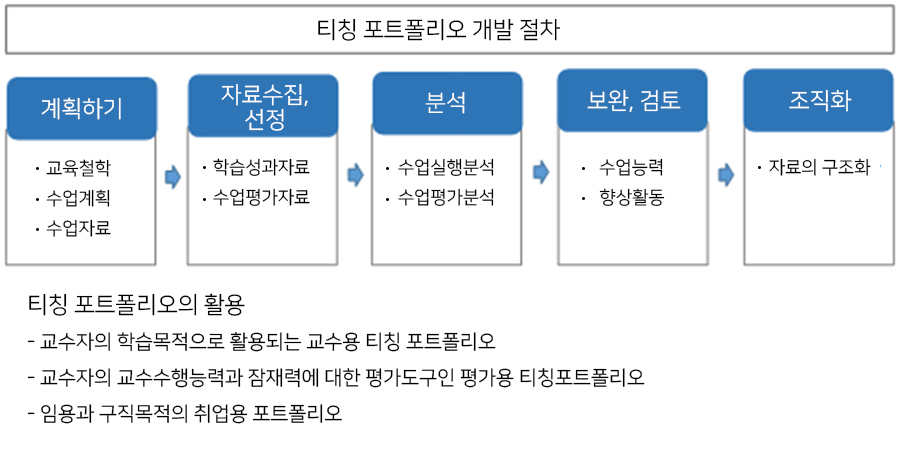 티칭 포트폴리오 개발 절차
계획하기
· 교육철학
· 수업계획
· 수업자료
자료수집,
선정
· 학습성과자료
· 수업평가자료
분석
· 수업실행분석
· 수업평가분석
보완, 검토
· 수업능력
· 향상활동
조직화
· 자료의 구조화
티칭 포트폴리오의 활용
- 교수자의 학습목적으로 활용되는 교수용 티칭 포트폴리오
- 교수자의 교수수행능력과 잠재력에 대한 평가도구인 평가용 티칭포트폴리오
- 임용과 구직목적의 취업용 포트폴리오